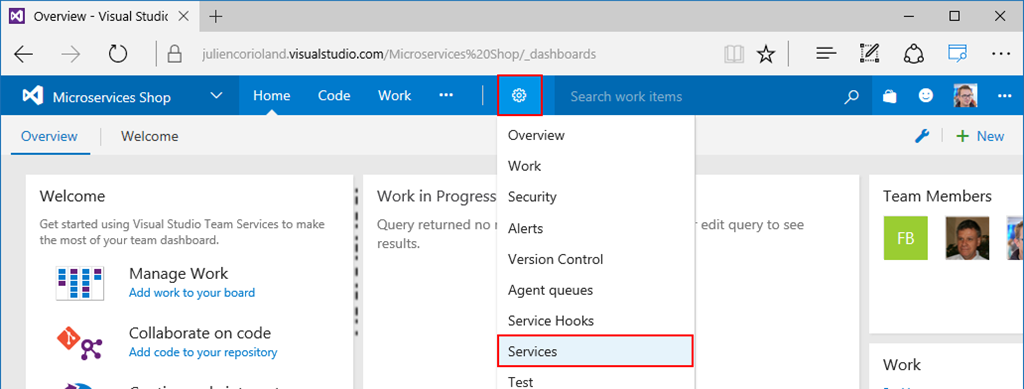 Overview - Visual Studio
juliencorioland.visualstudio.com/Microservices%20Shop/_dashboards
Microservices Shop
Home
Code
Work
Search work items
Overview
Welcome
New
Overview
Work
Security
Alerts
Version Control
Agent queues
Service Hooks
Services
Test
Welcome
Get started using Visual Studio Team Services to make
the most of your team dashboard.
Manage Work
Add work to your board
Collaborate on code
Add code to your repository
Work in Progress
Query returned no
edit query to see
results.
Team Members
FB
Work